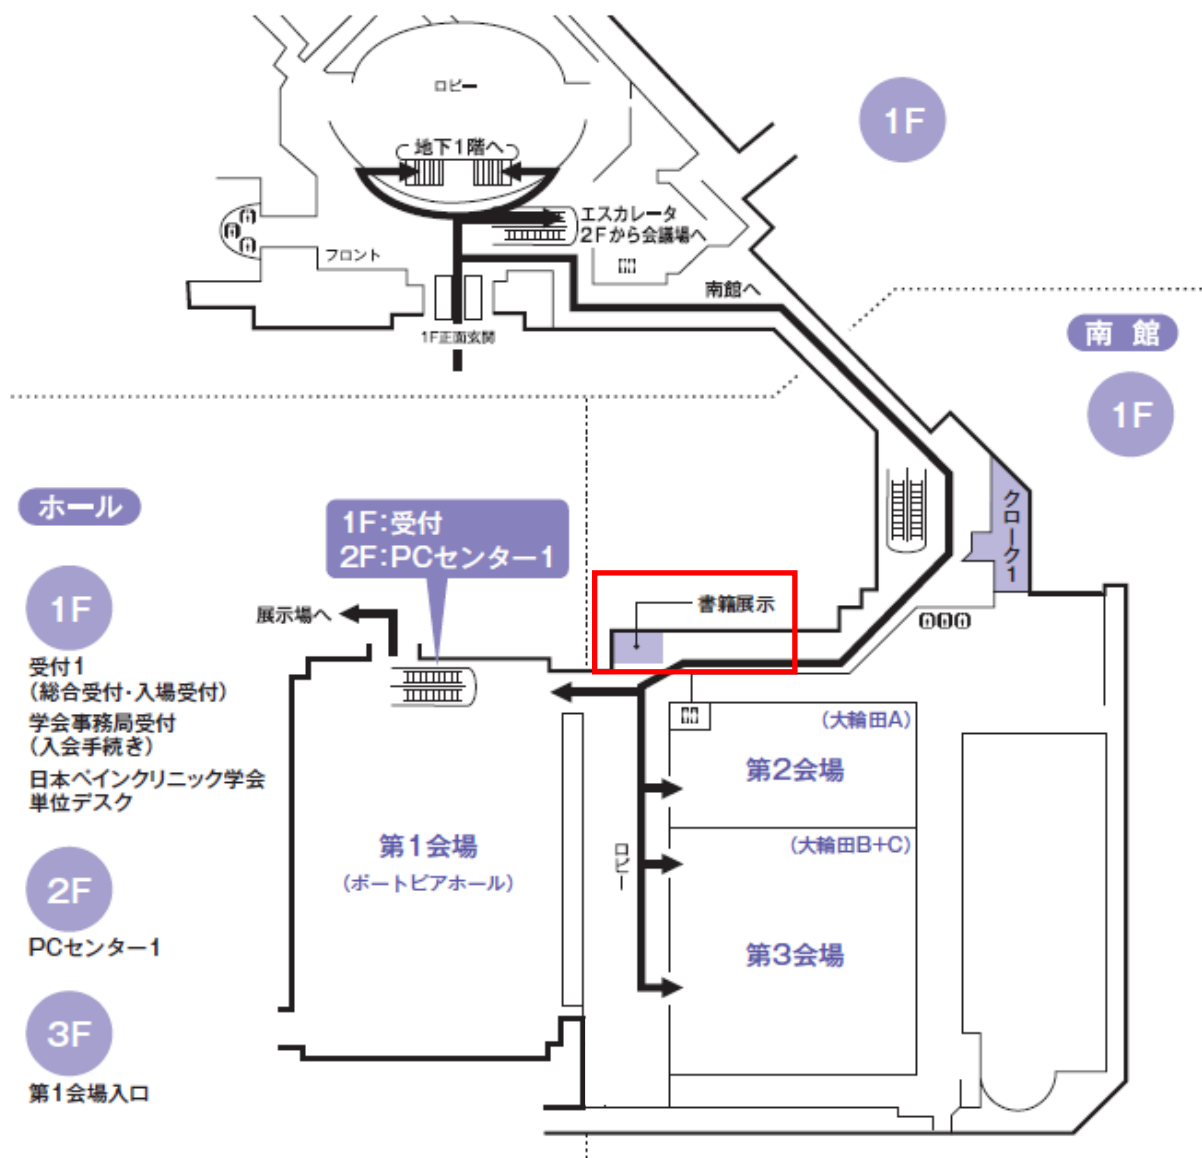 ロビー
1F
地下1階へ
エスカレータ
2Fから会議場へ
フロント
南館へ
1F正面玄関
南 館
1F
クローク1
ホール
1F:受付
2F:PCセンター1
1F
展示場へ
書籍展示
受付1
(総合受付・入場受付)
学会事務局受付
(入会手続き)
日本ペインクリニック学会
単位デスク
(大輪田A)
第2会場
第1会場
(ポートピアホール)
ロビー
(大輪田B+C)
第3会場
2F
PCセンター1
3F
第1会場入口